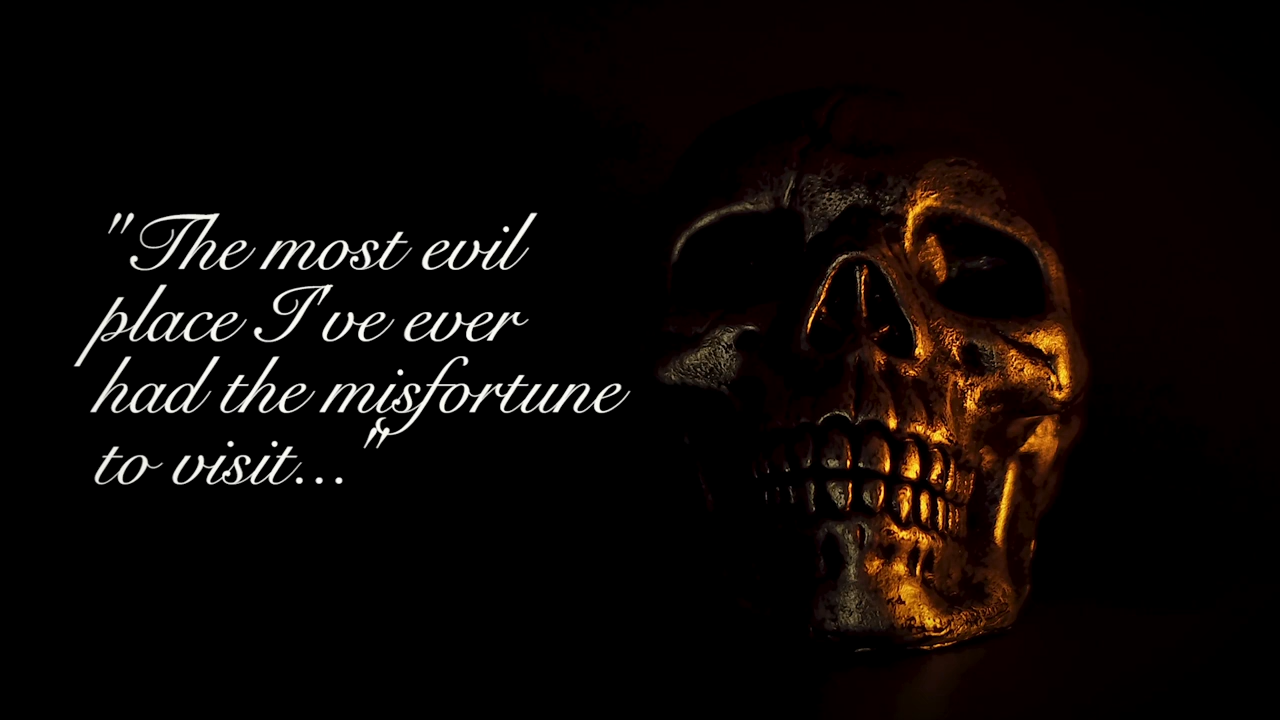 "The most evil
place I've ever
had the misfortune
to visit..."